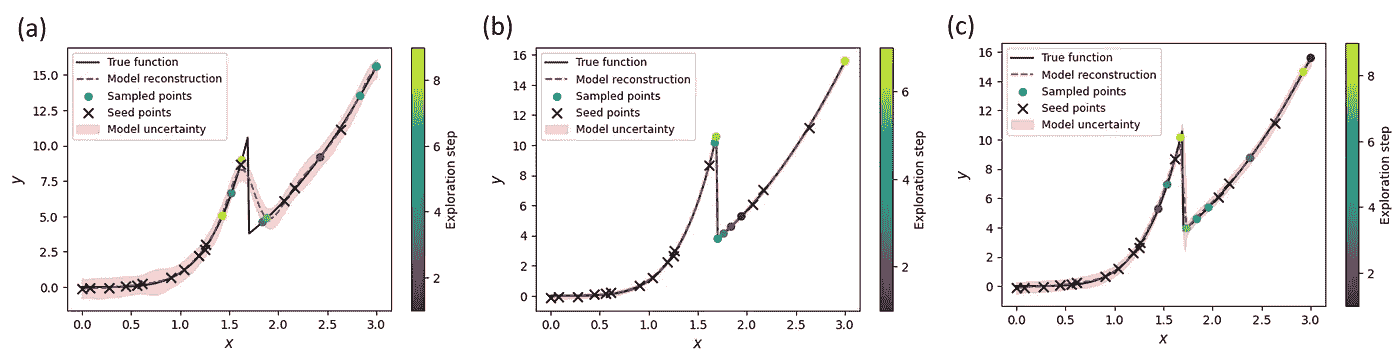 (a)
True function
Model reconstruction
Sampled points
Seed points
Model uncertainty
15.0
12.5
10.0
7.5
5.0
2.5
0.0
y
0.0 0.5 1.0 1.5 2.0 2.5 3.0
x
8
6
4
2
Exploration step
(b)
True function
Model reconstruction
Sampled points
Seed points
Model uncertainty
16
14
12
10
8
6
4
2
0
y
0.0 0.5 1.0 1.5 2.0 2.5 3.0
x
6
4
2
Exploration step
(c)
True function
Model reconstruction
Sampled points
Seed points
Model uncertainty
16
14
12
10
8
6
4
2
0
y
0.0 0.5 1.0 1.5 2.0 2.5 3.0
x
8
6
4
2
Exploration step